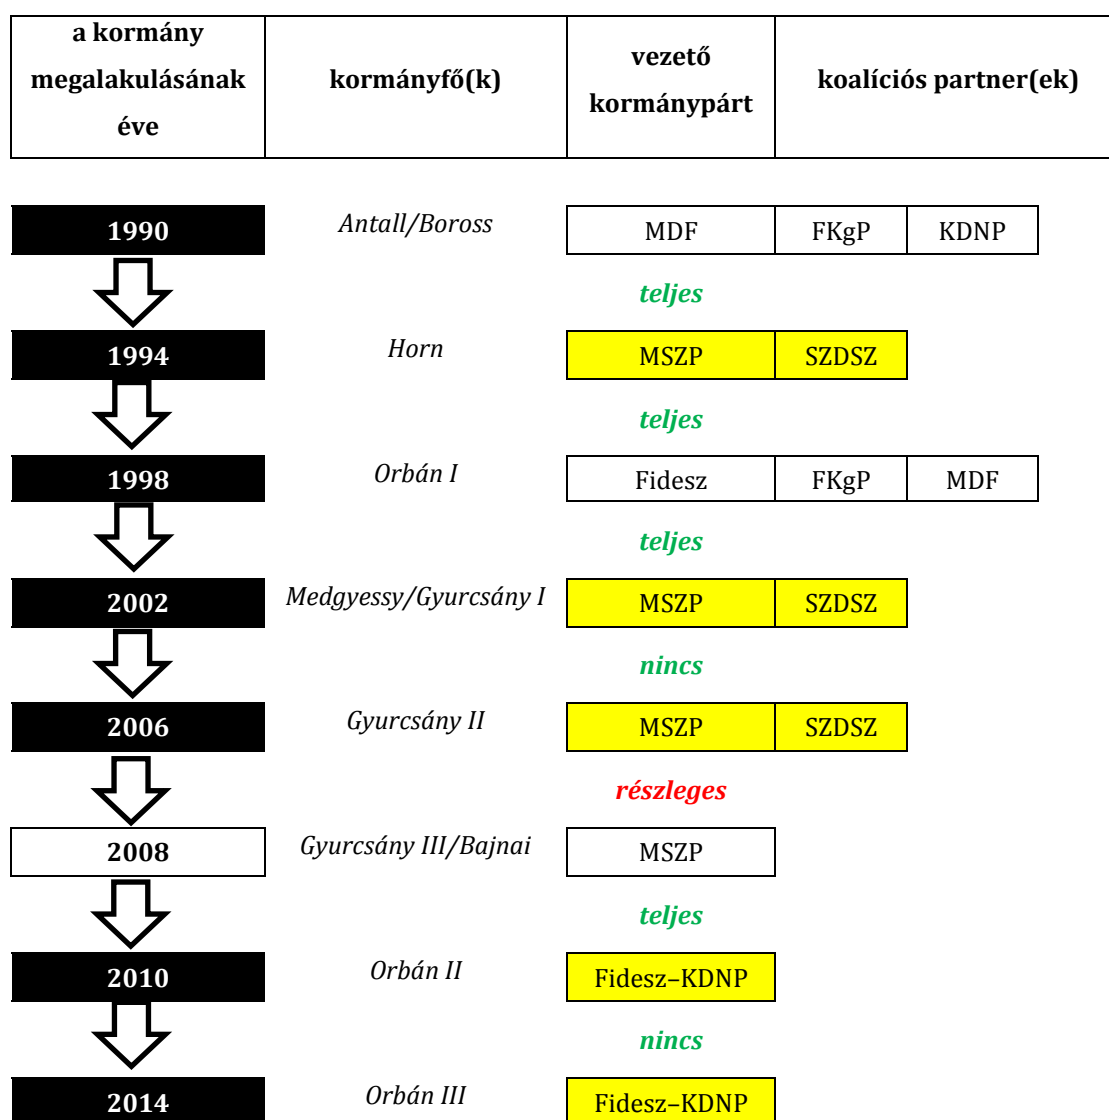 a kormány
megalakulásának
éve
kormányfő(k)
vezető
kormánypárt
koalíciós partner(ek)
1990 Antall/Boross MDF FKgP KDNP
teljes
1994 Horn MSZP SZDSZ
teljes
1998 Orbán I Fidesz FKgP MDF
teljes
2002 Medgyessy/Gyurcsány I MSZP SZDSZ
nincs
2006 Gyurcsány II MSZP SZDSZ
részleges
2008 Gyurcsány III/Bajnai MSZP
teljes
2010 Orbán II Fidesz–KDNP
nincs
2014 Orbán III Fidesz–KDNP